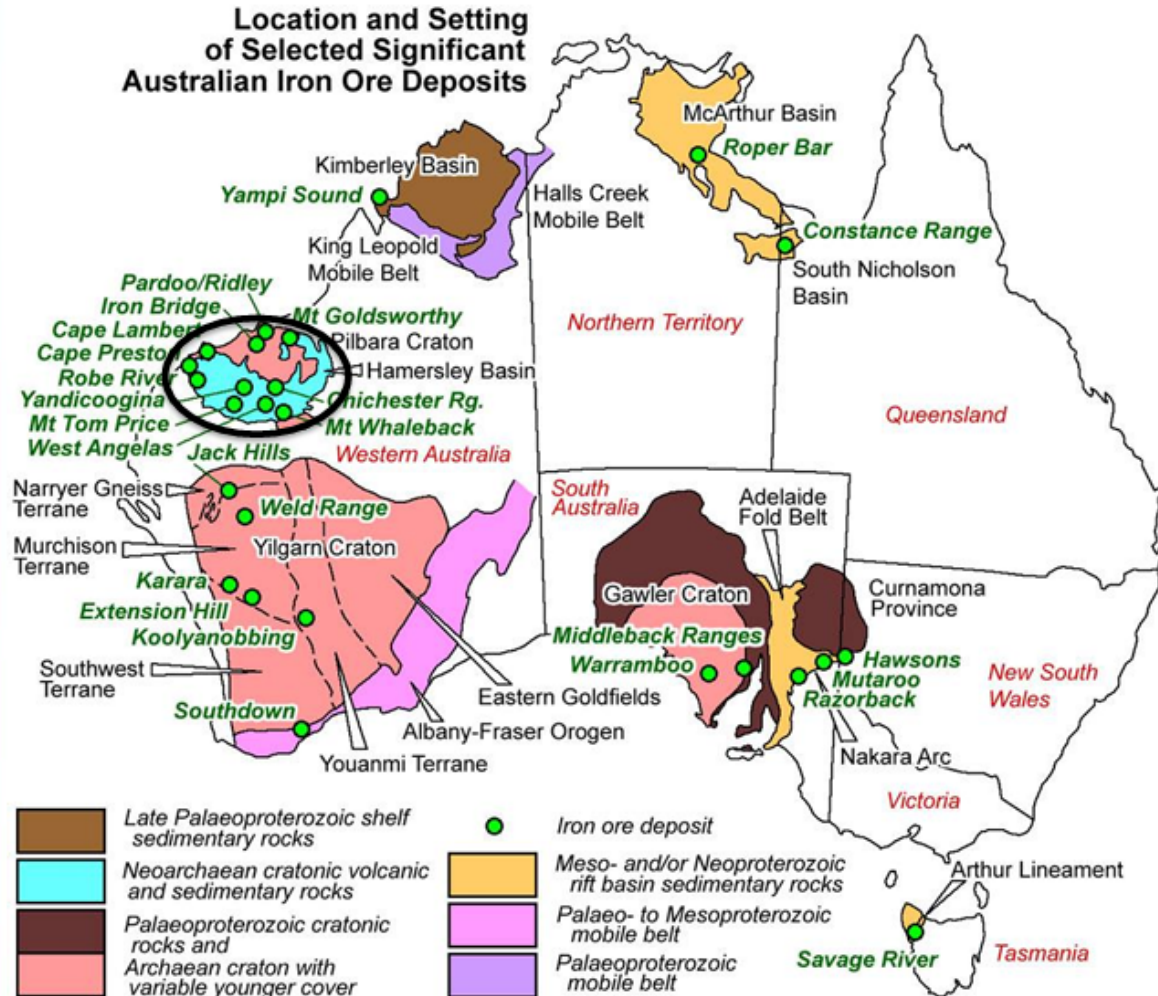 Location and Setting
of Selected Significant
Australian Iron Ore Deposits
McArthur Basin
Roper Bar
Kimberley Basin
Yampi Sound
Halls Creek
Mobile Belt
King Leopold
Mobile Belt
Constance Range
South Nicholson
Basin
Pardoo/Ridley
Iron Bridge
Mt Goldsworthy
Cape Lambert
Pilbara Craton
Cape Preston
Hamersley Basin
Robe River
Yandicoogina
Chichester Rg.
Mt Tom Price
Mt Whaleback
West Angelas
Northern Territory
Queensland
Jack Hills
Western Australia
Narryer Gneiss
Terrane
Weld Range
Murchison
Terrane
Yilgarn Craton
Karara
Extension Hill
Koolyanobbing
Southwest
Terrane
Southdown
Eastern Goldfields
Albany-Fraser Orogen
Youanmi Terrane
South
Australia
Adelaide
Fold Belt
Gawler Craton
Curnamona
Province
Middleback Ranges
Warramboo
Hawsons
Mutaroo
Razorback
New South
Wales
Nakara Arc
Victoria
Late Palaeoproterozoic shelf
sedimentary rocks
Neoarchaean cratonic volcanic
and sedimentary rocks
Palaeoproterozoic cratonic
rocks and
Archaean craton with
variable younger cover
Iron ore deposit
Meso- and/or Neoproterozoic
rift basin sedimentary rocks
Palaeo- to Mesoproterozoic
mobile belt
Palaeoproterozoic
mobile belt
Arthur Lineament
Savage River
Tasmania